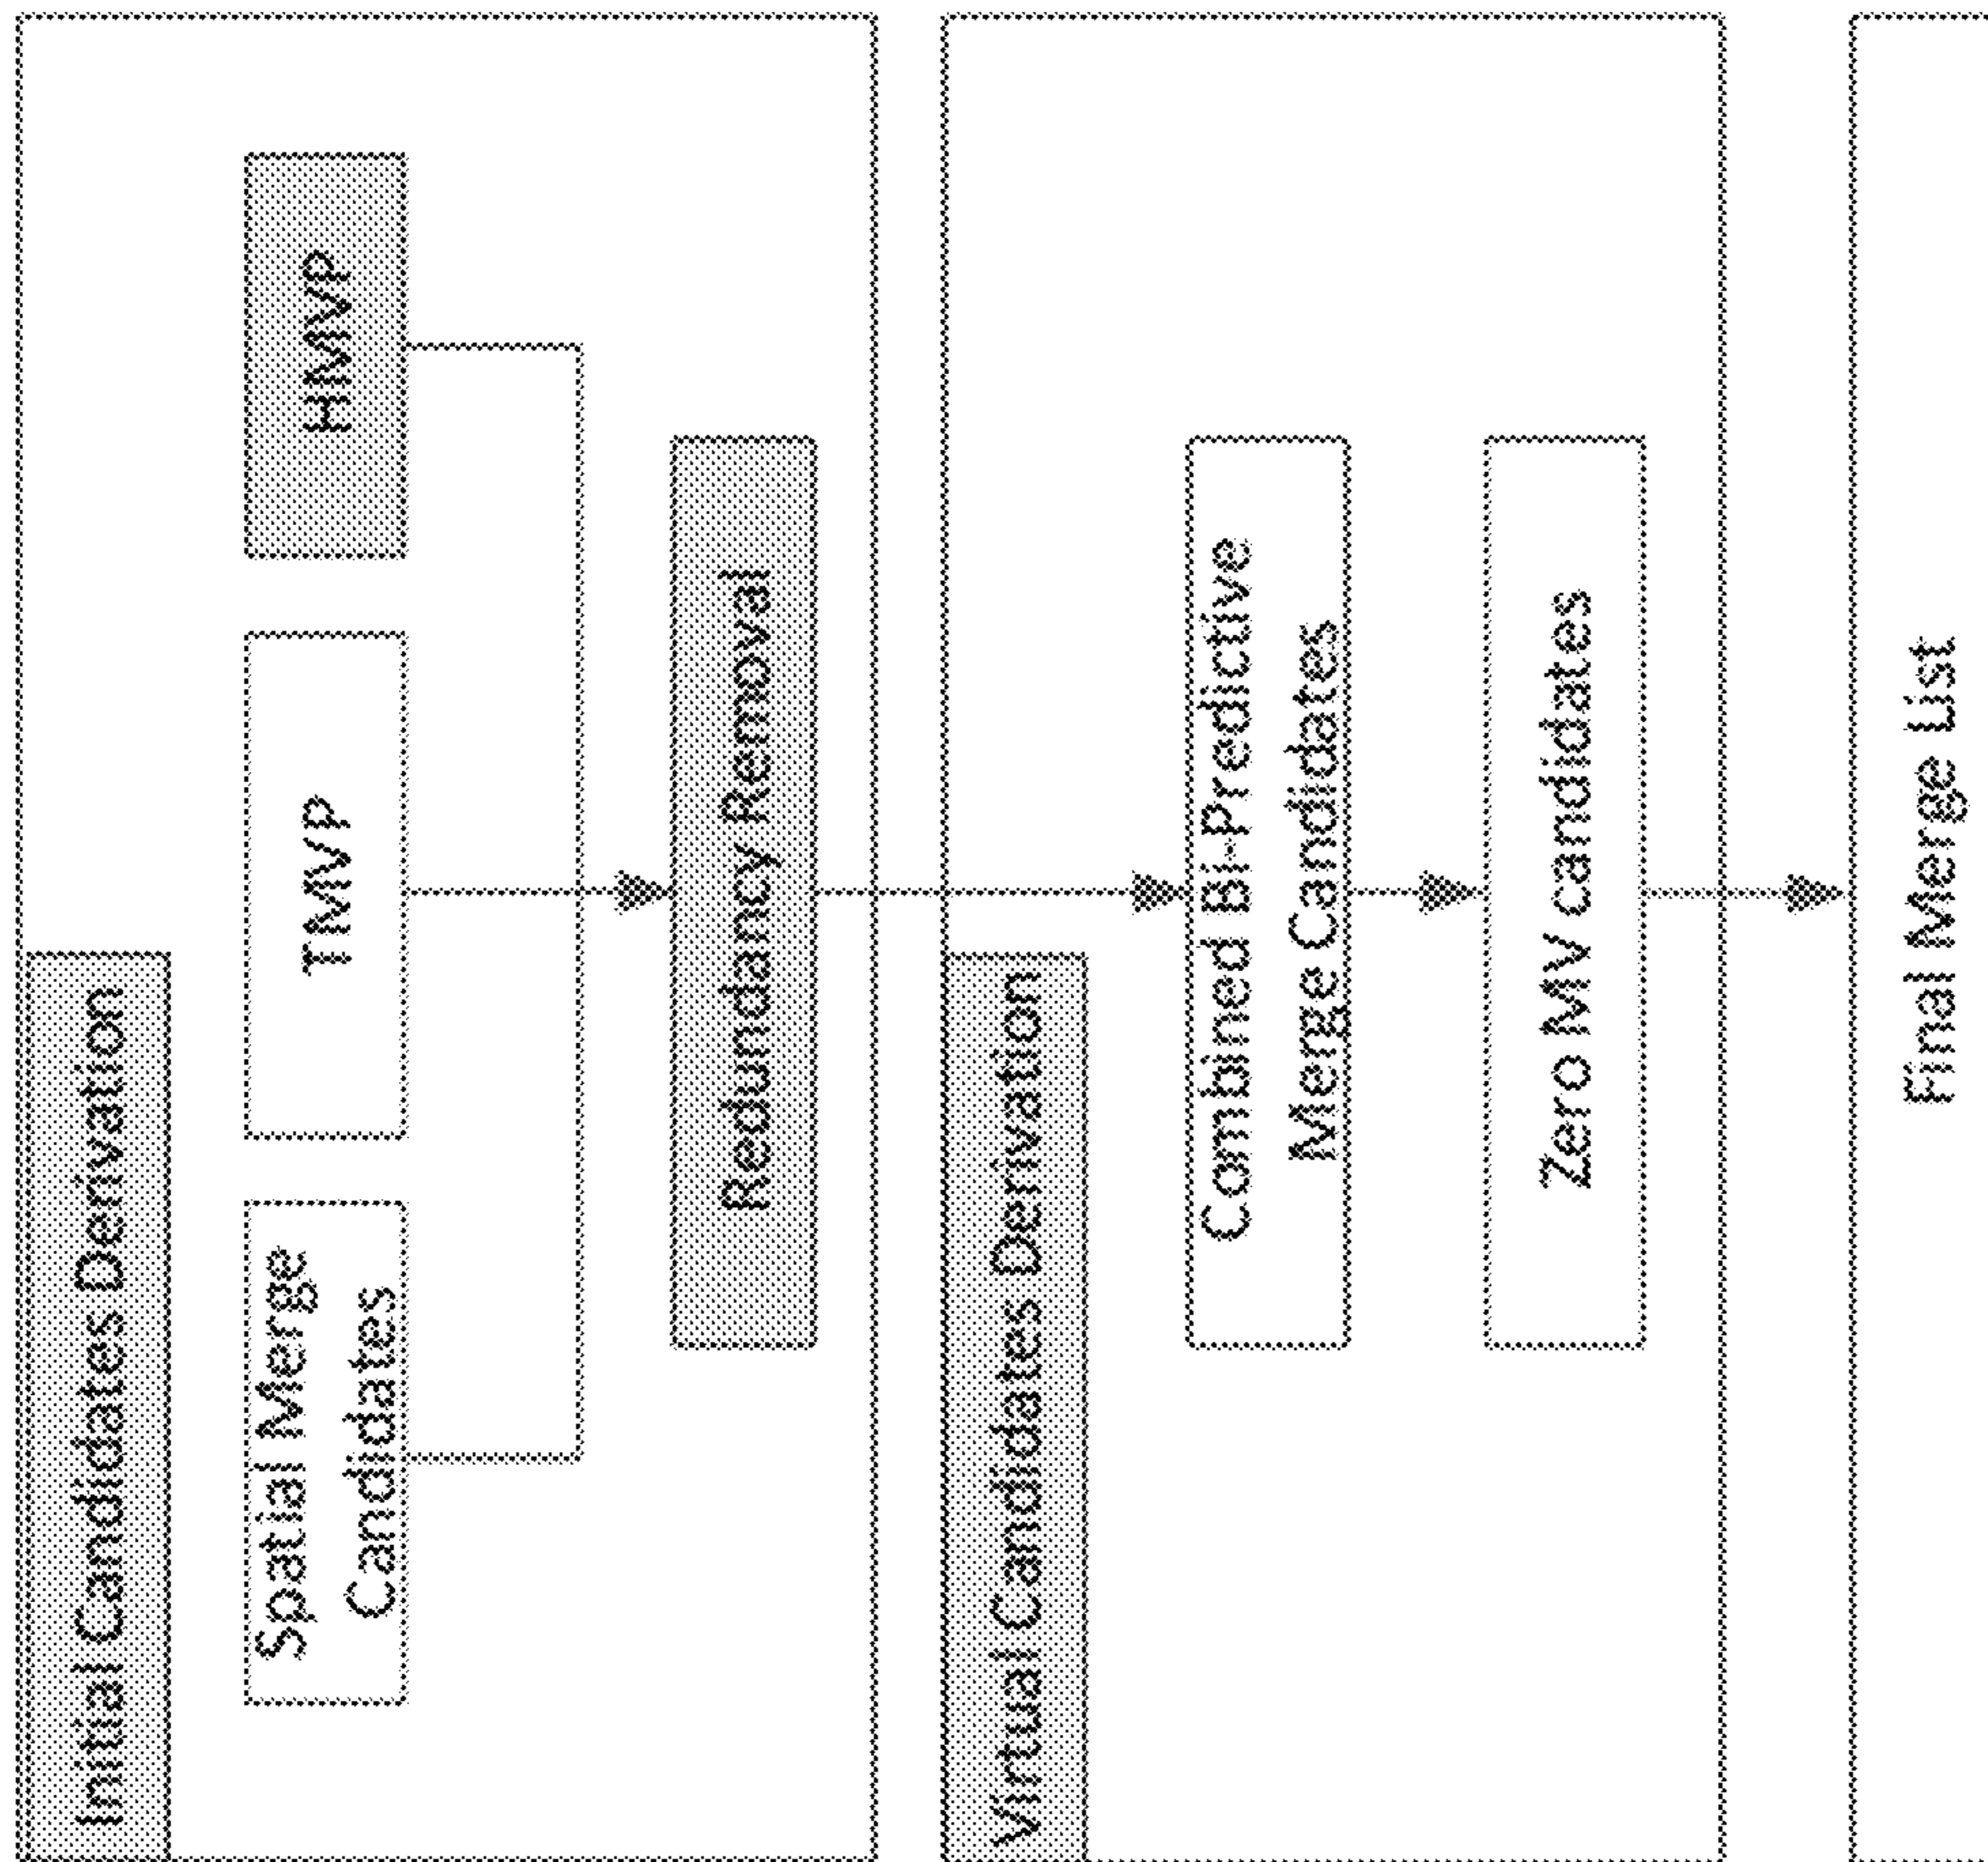 Initial Candidates Derivation
Spatial Merge
Candidates
TMVP
HMVP
Redundancy Removal
Virtual Candidates Derivation
Combined Bi-Predictive
Merge Candidates
Zero MV candidates
Final Merge List